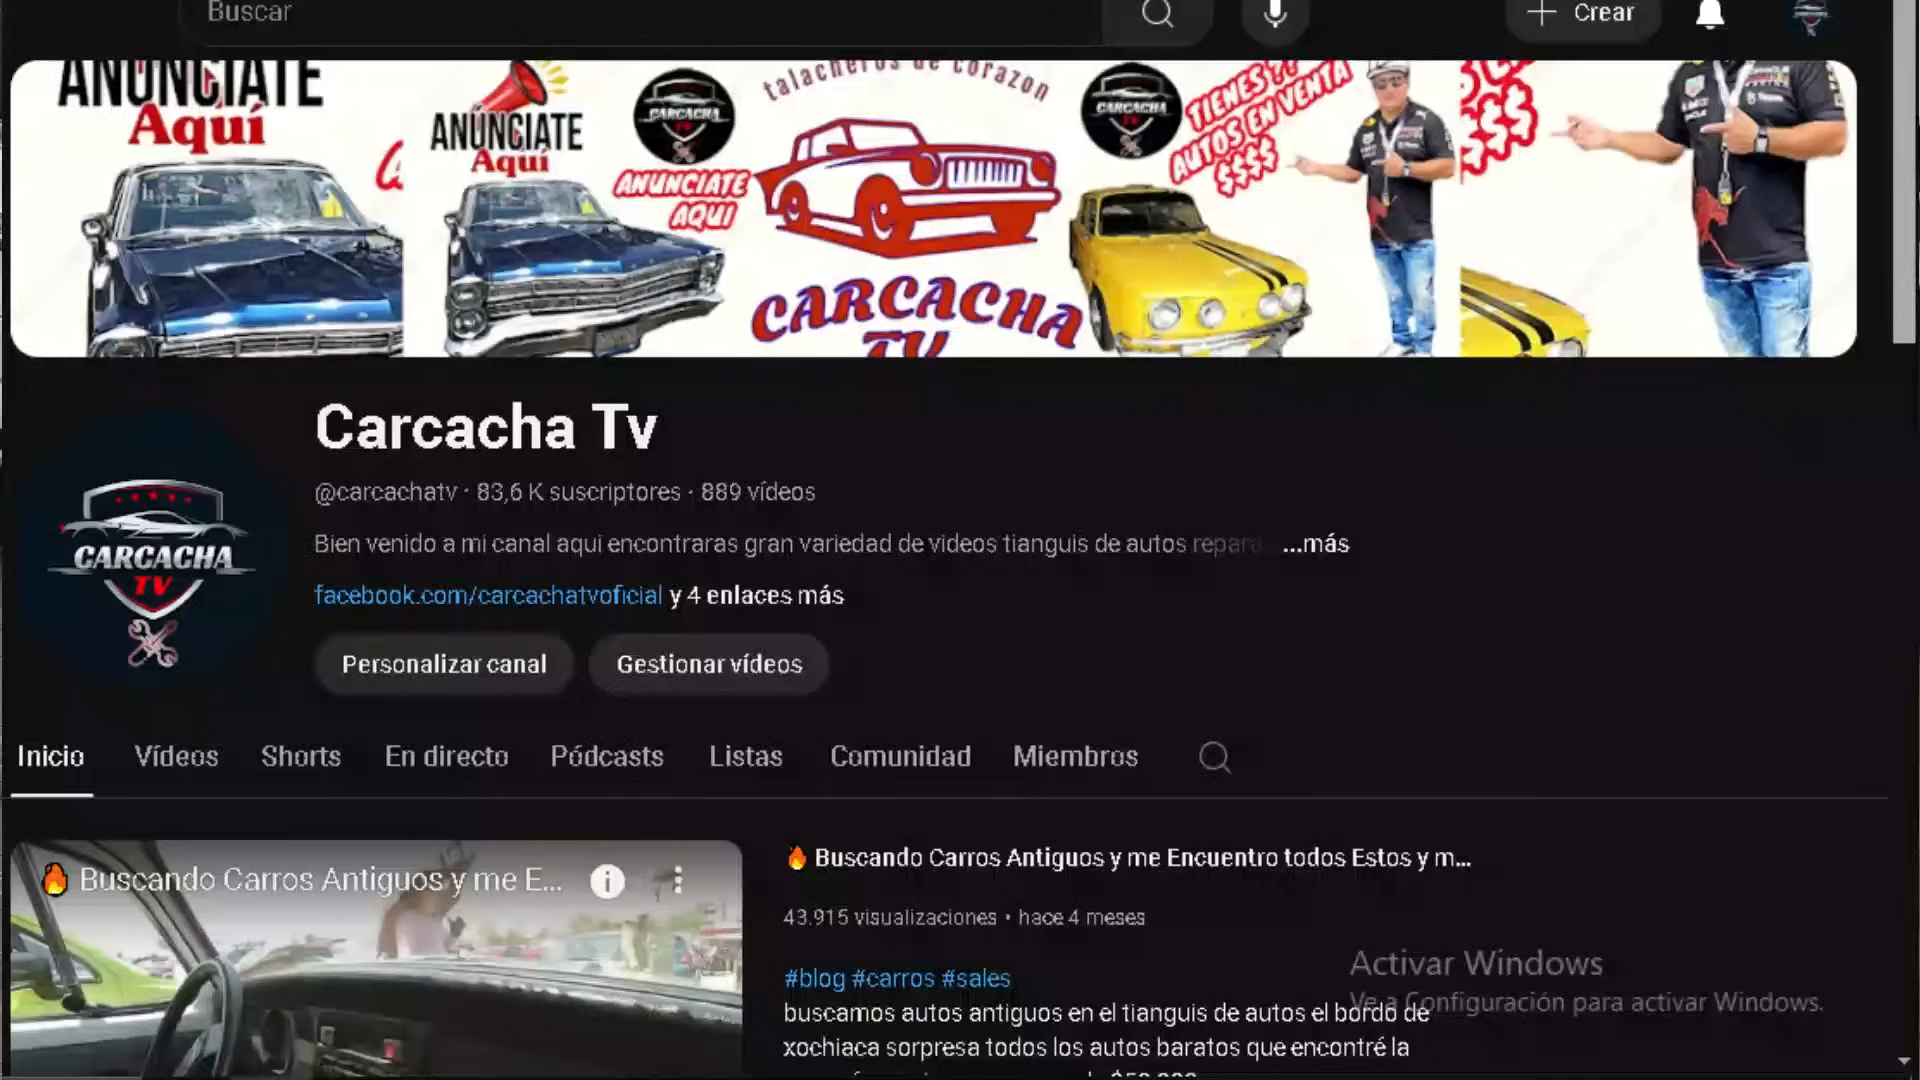 Buscar
Crear
ANÚNCIATE
Aquí
ANÚNCIATE
Aquí
CARCACHA
TV
ANUNCIATE
AQUI
talacheros de corazon
CARCACHA
TV
CARCACHA
TV
TIENES ??
AUTOS EN VENTA
$$$$
$$$
Carcacha Tv
@carcachatv · 83,6 K suscriptores · 889 vídeos
Bien venido a mi canal aqui encontraras gran variedad de videos tianguis de autos ...más
facebook.com/carcachatvoficial y 4 enlaces más
CARCACHA
TV
Personalizar canal
Gestionar vídeos
Inicio
Vídeos
Shorts
En directo
Pódcasts
Listas
Comunidad
Miembros
🔥 Buscando Carros Antiguos y me E...
🔥 Buscando Carros Antiguos y me Encuentro todos Estos y m...
43.915 visualizaciones • hace 4 meses
#blog #carros #sales
buscamos autos antiguos en el tianguis de autos el bordo de
xochiaca sorpresa todos los autos baratos que encontré la
Activar Windows
Ve a Configuración para activar Windows.